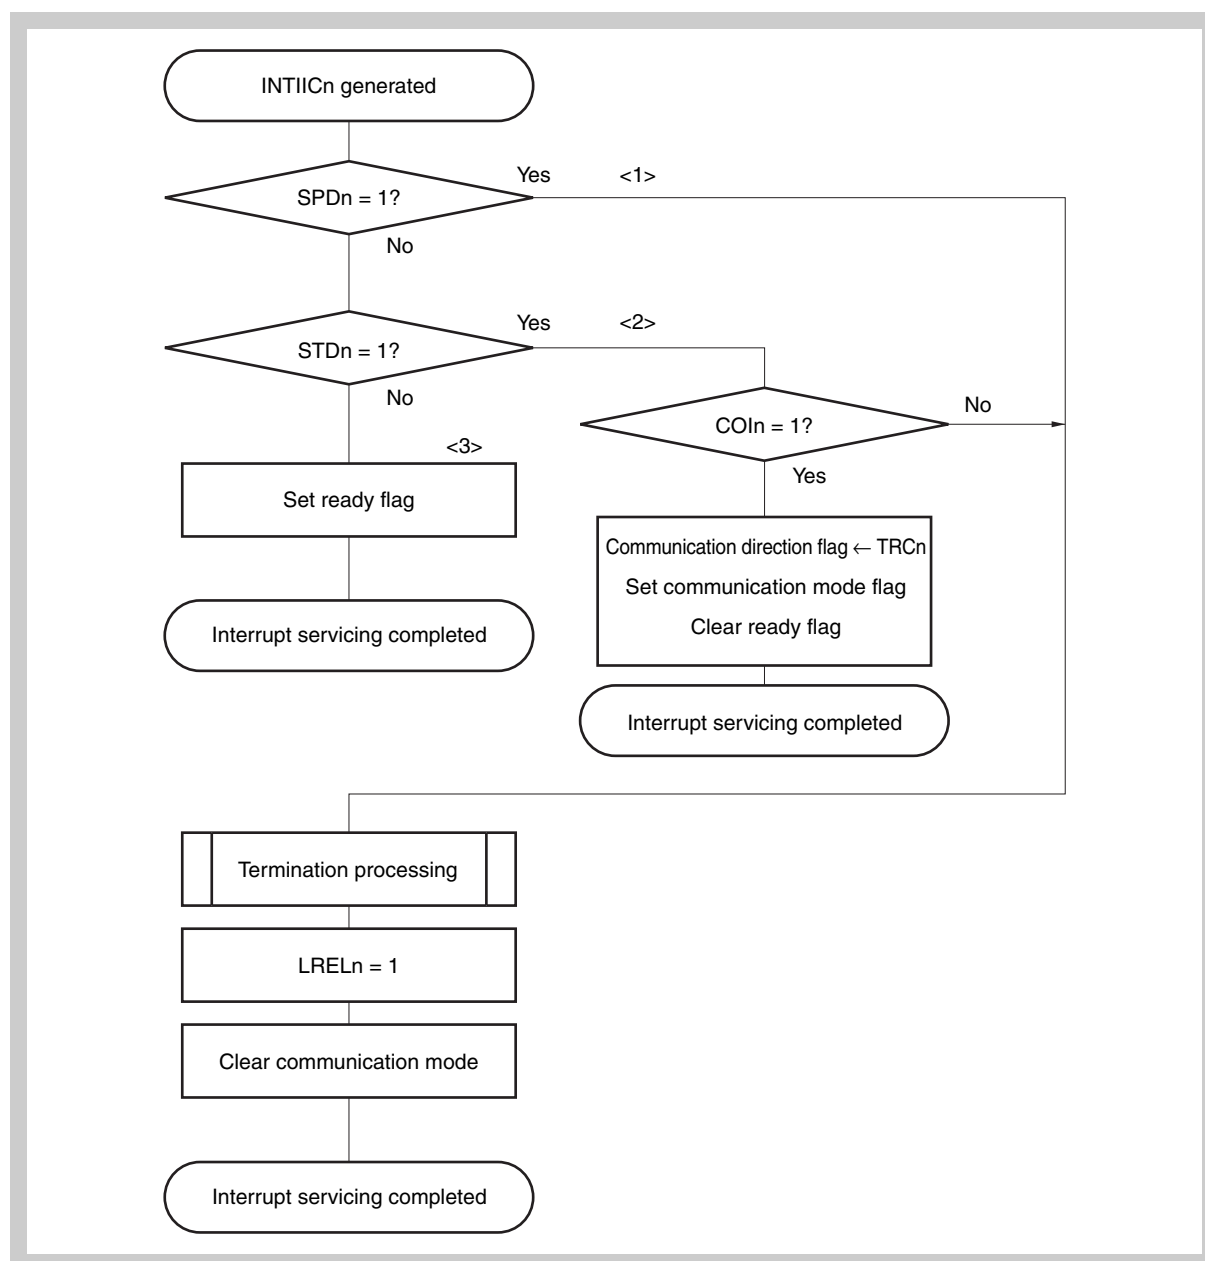 INTIICn generated
Yes <1>
SPDn = 1?
No
Yes <2>
STDn = 1?
No
No
COIn = 1?
Yes
<3>
Set ready flag
Communication direction flag ← TRCn
Set communication mode flag
Clear ready flag
Interrupt servicing completed
Interrupt servicing completed
Termination processing
LRELn = 1
Clear communication mode
Interrupt servicing completed